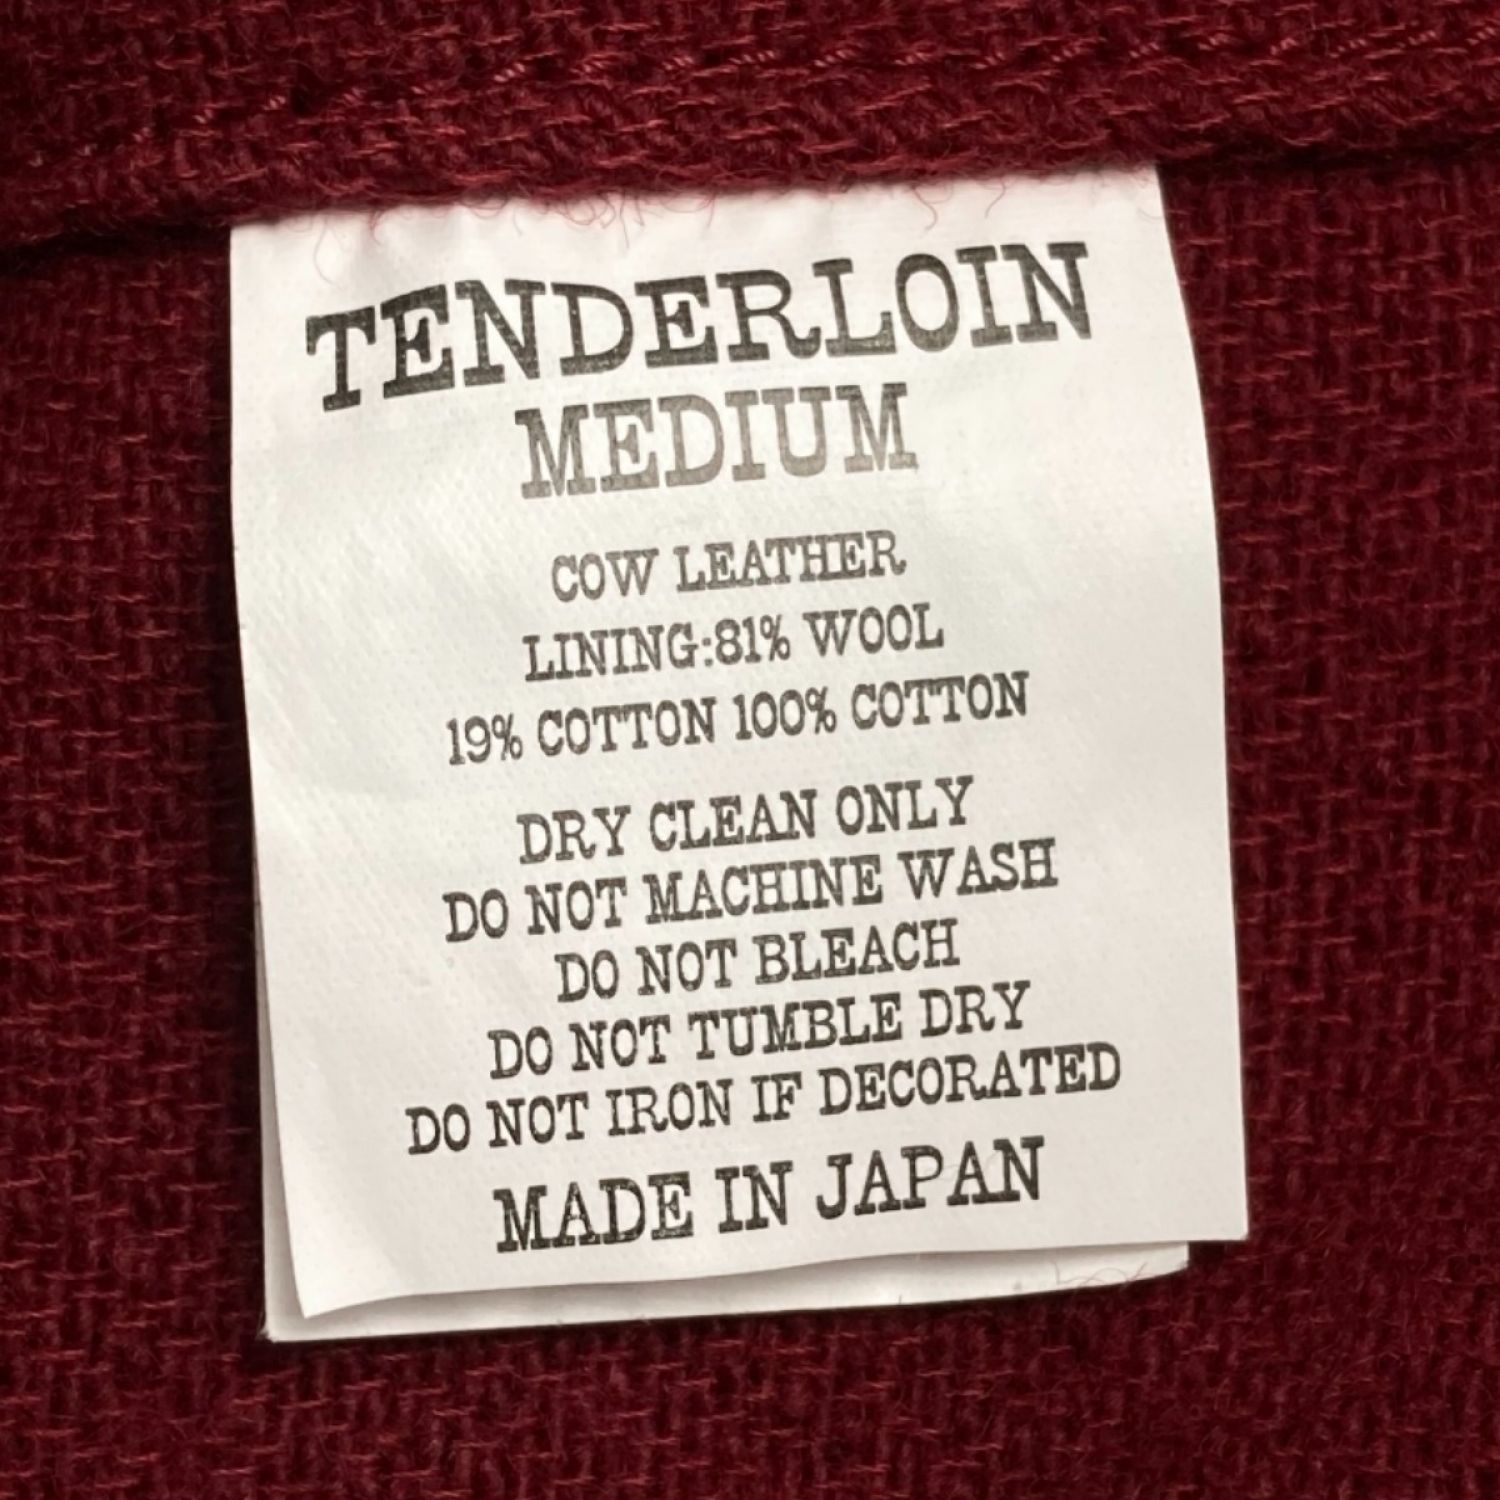 TENDERLOIN
MEDIUM
COW LEATHER
LINING:81% WOOL
19% COTTON 100% COTTON
DRY CLEAN ONLY
DO NOT MACHINE WASH
DO NOT BLEACH
DO NOT TUMBLE DRY
DO NOT IRON IF DECORATED
MADE IN JAPAN